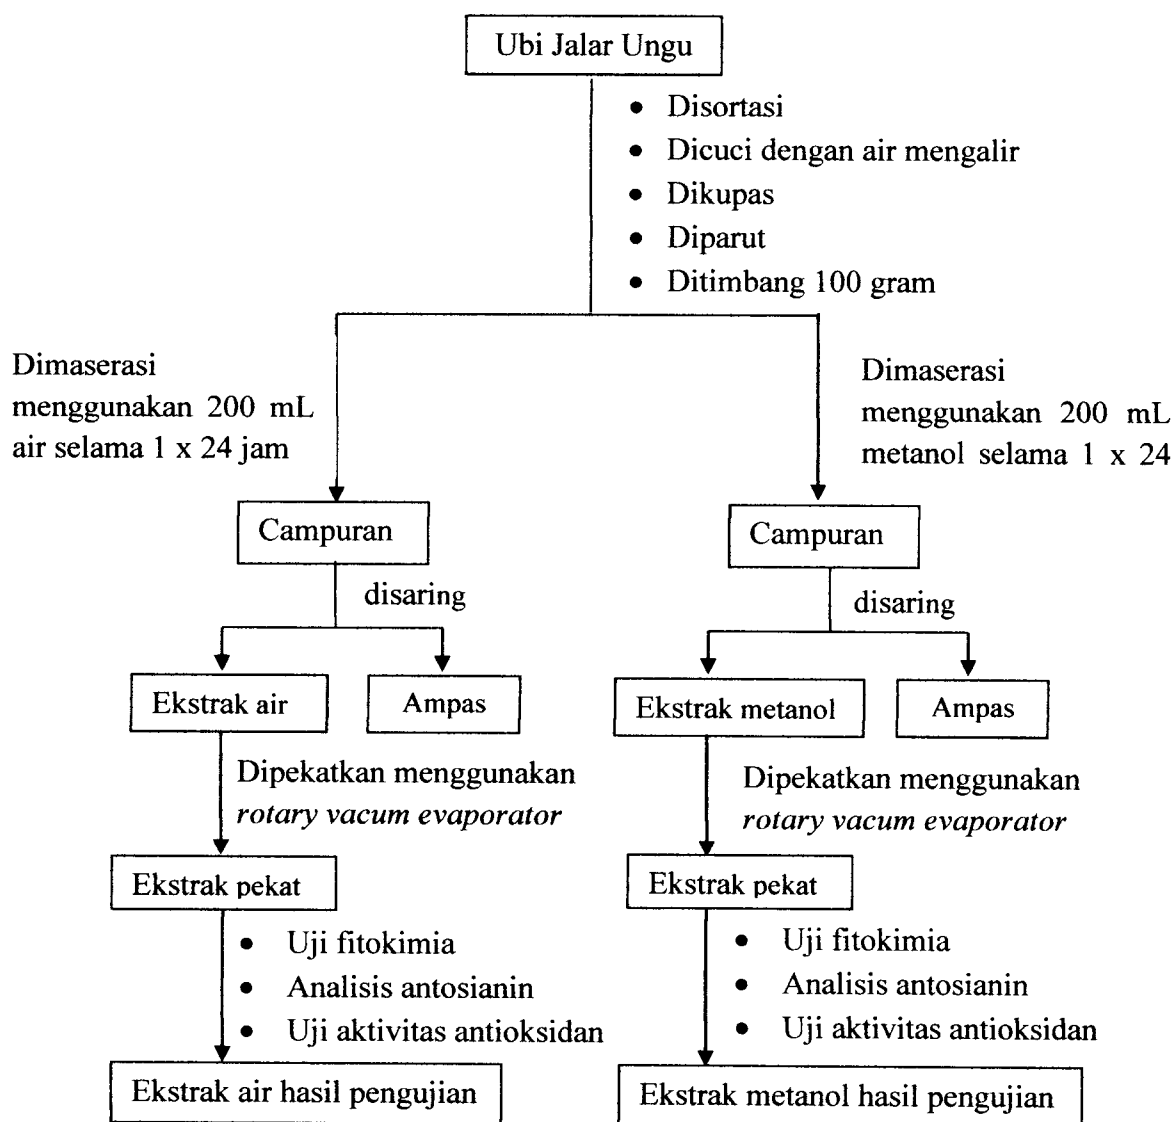 Ubi Jalar Ungu
• Disortasi
• Dicuci dengan air mengalir
• Dikupas
• Diparut
• Ditimbang 100 gram
Dimaserasi
menggunakan 200 mL
air selama 1 x 24 jam
Dimaserasi
menggunakan 200 mL
metanol selama 1 x 24
Campuran
disaring
Ekstrak air
Ampas
Dipekatkan menggunakan
rotary vacum evaporator
Ekstrak pekat
• Uji fitokimia
• Analisis antosianin
• Uji aktivitas antioksidan
Ekstrak air hasil pengujian
Campuran
disaring
Ekstrak metanol
Ampas
Dipekatkan menggunakan
rotary vacum evaporator
Ekstrak pekat
• Uji fitokimia
• Analisis antosianin
• Uji aktivitas antioksidan
Ekstrak metanol hasil pengujian